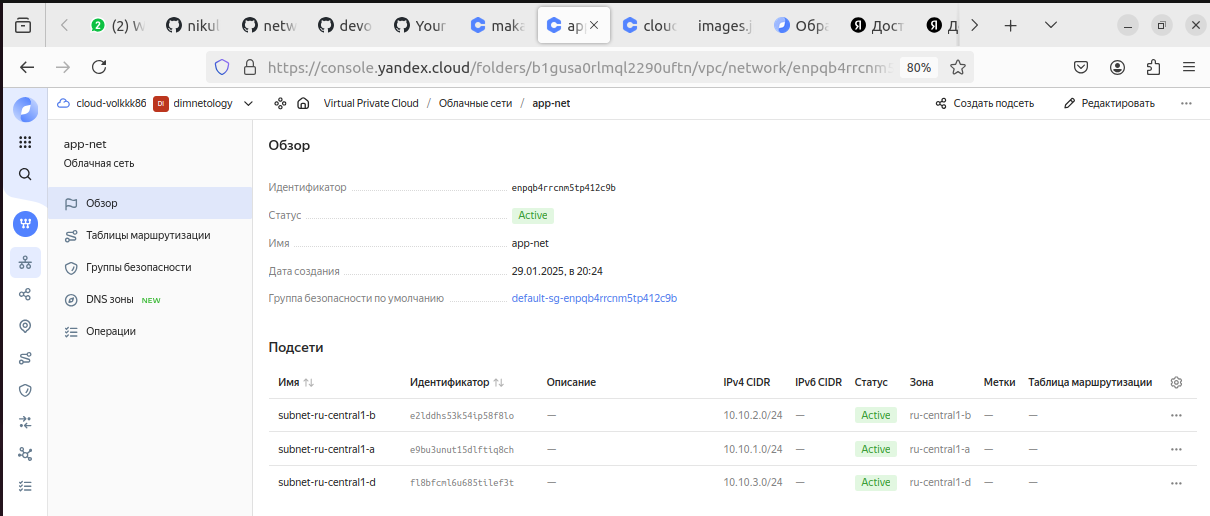 (2) W
nikul
netw
devo
Your
maka
ap
cloud
images.j
Обра
Дост
Д
https://console.yandex.cloud/folders/b1gusa0rlmql2290uftn/vpc/network/enpqb4rrcnm5
80%
cloud-volkkk86 DI dimnetology
Virtual Private Cloud / Облачные сети / app-net
Создать подсеть
Редактировать
app-net
Облачная сеть
Обзор
Таблицы маршрутизации
Группы безопасности
DNS зоны NEW
Операции
Обзор
Идентификатор enpqb4rrcnm5tp412c9b
Статус Active
Имя app-net
Дата создания 29.01.2025, в 20:24
Группа безопасности по умолчанию default-sg-enpqb4rrcnm5tp412c9b
Подсети
Имя Идентификатор Описание IPv4 CIDR IPv6 CIDR Статус Зона Метки Таблица маршрутизации
subnet-ru-central1-b e2lddhs53k54ip58f8lo — 10.10.2.0/24 — Active ru-central1-b — —
subnet-ru-central1-a e9bu3unut15dlftiq8ch — 10.10.1.0/24 — Active ru-central1-a — —
subnet-ru-central1-d fl8bfcml6u685tilef3t — 10.10.3.0/24 — Active ru-central1-d — —